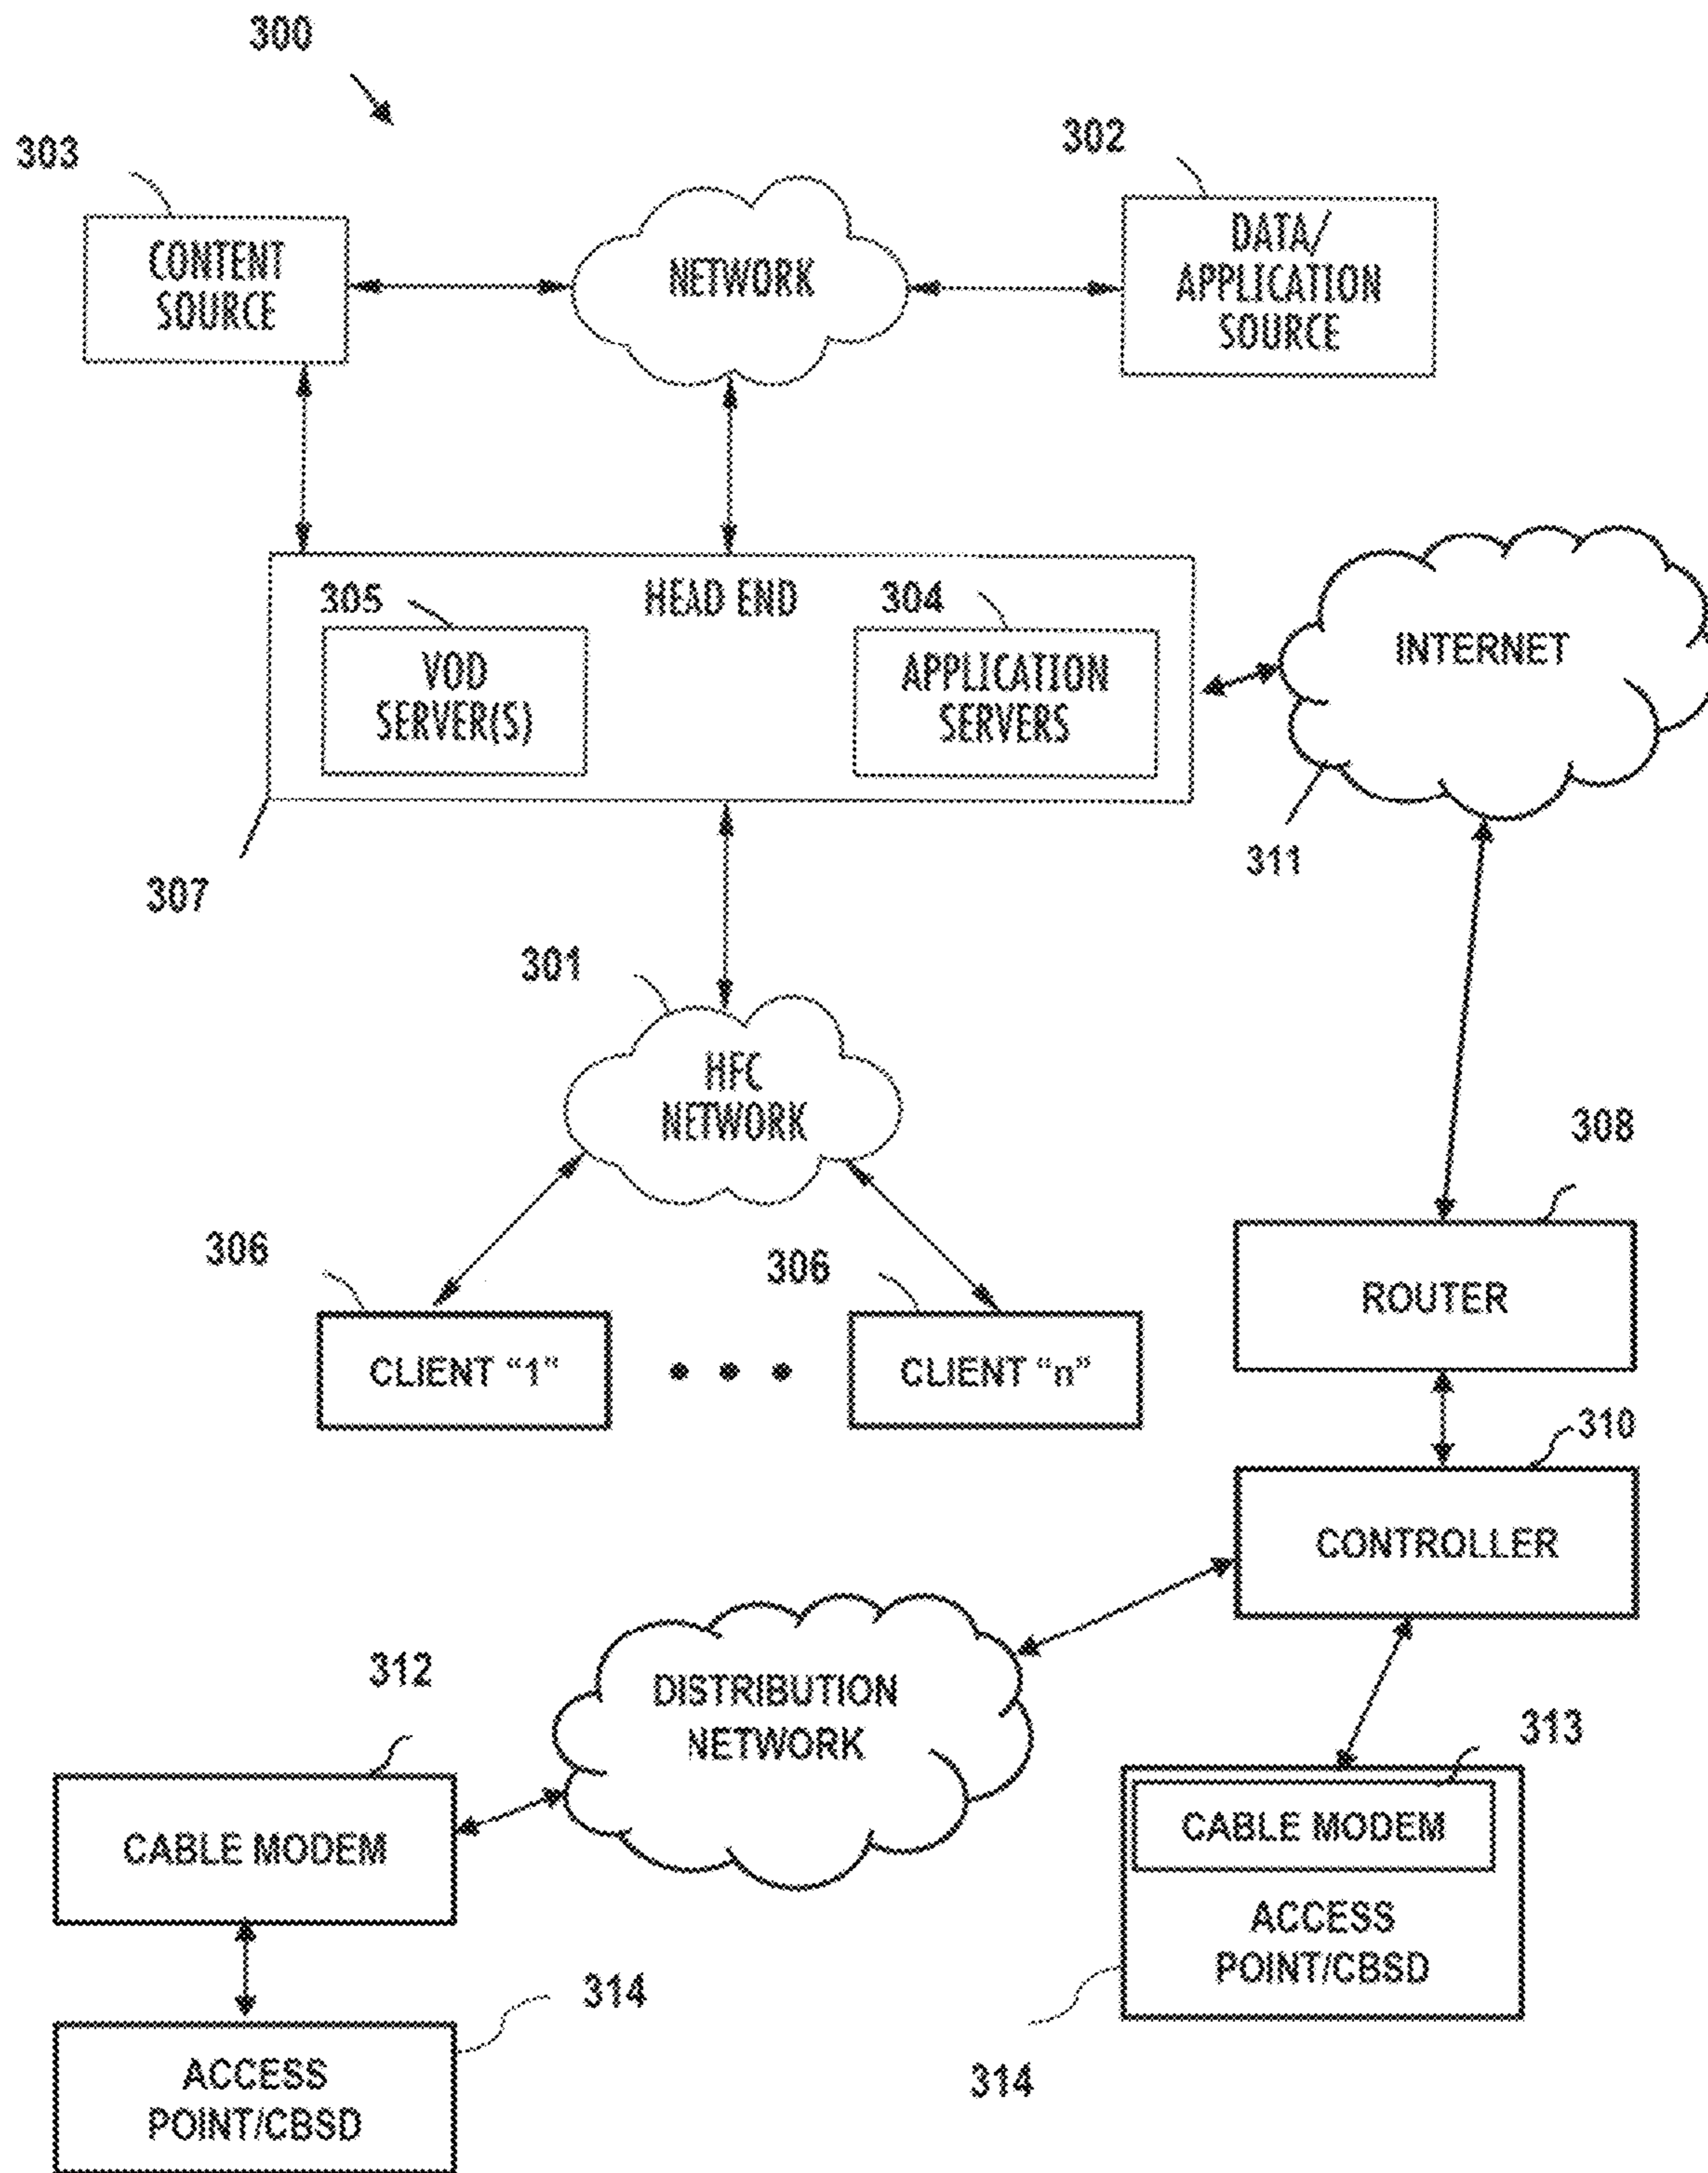 300
303
302
CONTENT
SOURCE
NETWORK
DATA/
APPLICATION
SOURCE
HEAD END
305
304
VOD
SERVER(S)
APPLICATION
SERVERS
INTERNET
307
311
301
HFC
NETWORK
308
306
306
ROUTER
CLIENT "1"
• • •
CLIENT "n"
310
CONTROLLER
312
DISTRIBUTION
NETWORK
313
CABLE MODEM
CABLE MODEM
ACCESS
POINT/CBSD
314
314
ACCESS
POINT/CBSD